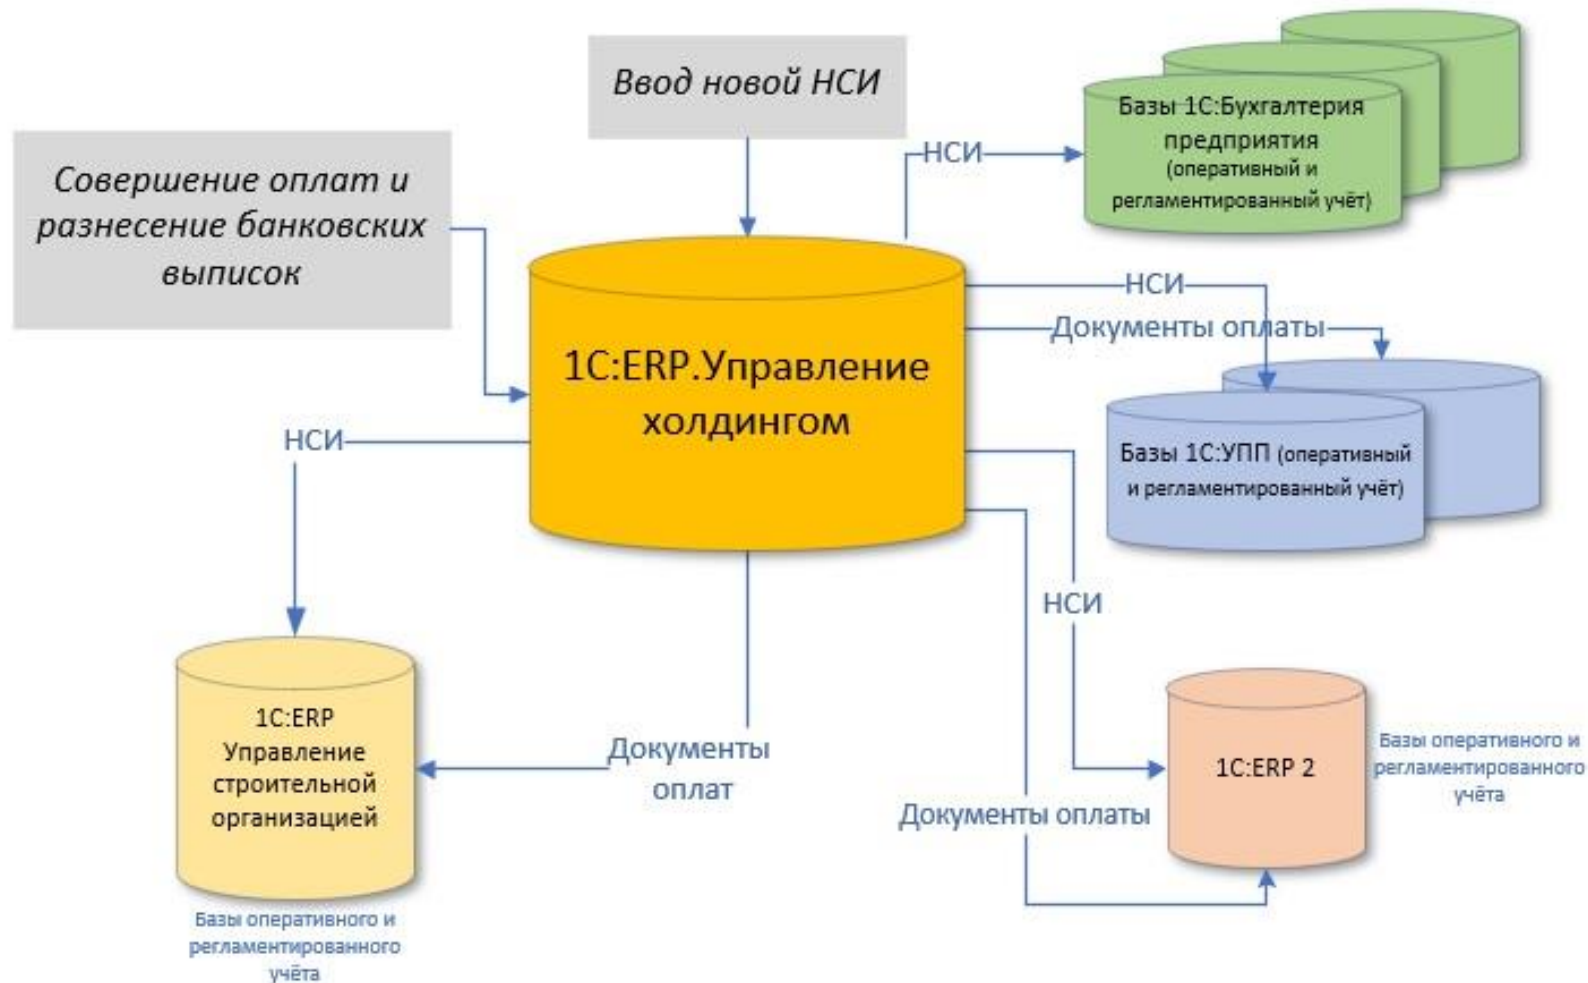 Ввод новой НСИ
Совершение оплат и
разнесение банковских
выписок
Базы 1С:Бухгалтерия
предприятия
(оперативный и
регламентированный учёт)
НСИ
НСИ
Документы оплаты
1С:ERP.Управление
холдингом
НСИ
Базы 1С:УПП (оперативный
и регламентированный учёт)
НСИ
1С:ERP
Управление
строительной
организацией
Документы
оплат
1С:ERP 2
Базы оперативного и
регламентированного
учёта
Документы оплаты
Базы оперативного и
регламентированного
учёта